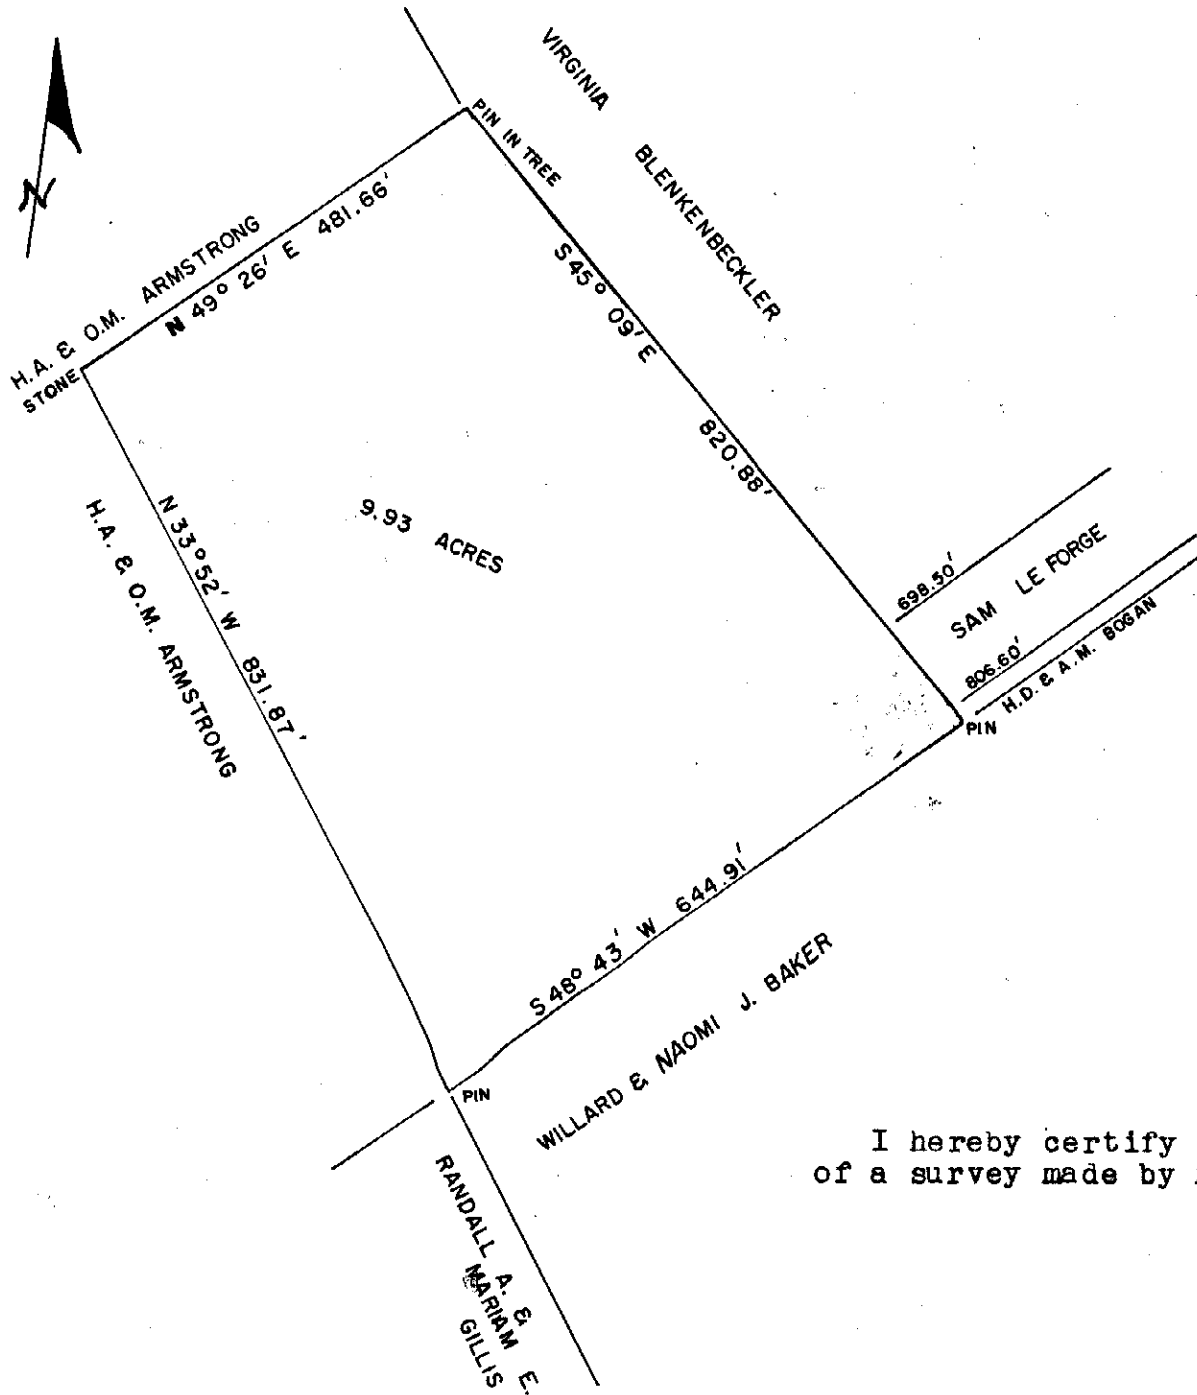 VIRGINIA BLENKENBECKLER
N
PIN IN TREE
H.A. & O.M. ARMSTRONG
N 49° 26' E 481.66'
STONE
S 45° 09' E 820.88'
N 33° 52' W 831.87'
H.A. & O.M. ARMSTRONG
9.93 ACRES
698.50'
SAM LE FORGE
806.60'
H.D. & A.M. BOGAN
PIN
S 48° 43' W 644.91'
WILLARD & NAOMI J. BAKER
PIN
RANDALL A. &
MARIAM E.
GILLIS
I hereby certify
of a survey made by